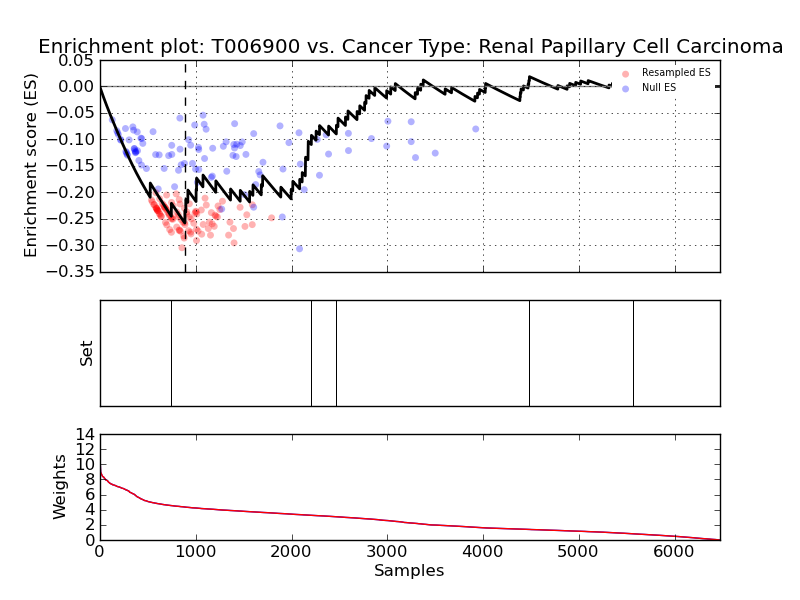 Enrichment plot: T006900 vs. Cancer Type: Renal Papillary Cell Carcinoma
Enrichment score (ES)
0.05
0.00
−0.05
−0.10
−0.15
−0.20
−0.25
−0.30
−0.35
Resampled ES
Null ES
Set
Weights
14
12
10
8
6
4
2
0
0 1000 2000 3000 4000 5000 6000
Samples